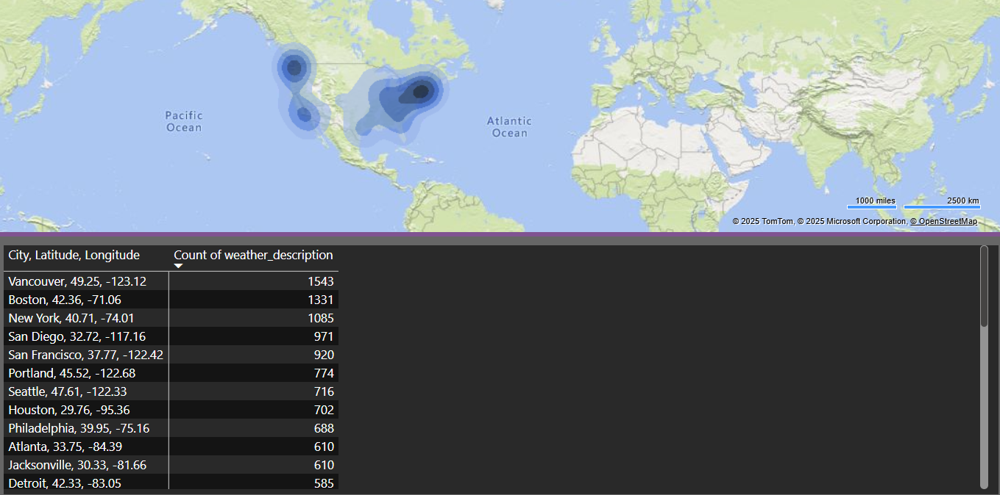 Pacific
Ocean
Atlantic
Ocean
1000 miles 2500 km
© 2025 TomTom, © 2025 Microsoft Corporation, © OpenStreetMap
City, Latitude, Longitude Count of weather_description
Vancouver, 49.25, -123.12 1543
Boston, 42.36, -71.06 1331
New York, 40.71, -74.01 1085
San Diego, 32.72, -117.16 971
San Francisco, 37.77, -122.42 920
Portland, 45.52, -122.68 774
Seattle, 47.61, -122.33 716
Houston, 29.76, -95.36 702
Philadelphia, 39.95, -75.16 688
Atlanta, 33.75, -84.39 610
Jacksonville, 30.33, -81.66 610
Detroit, 42.33, -83.05 585